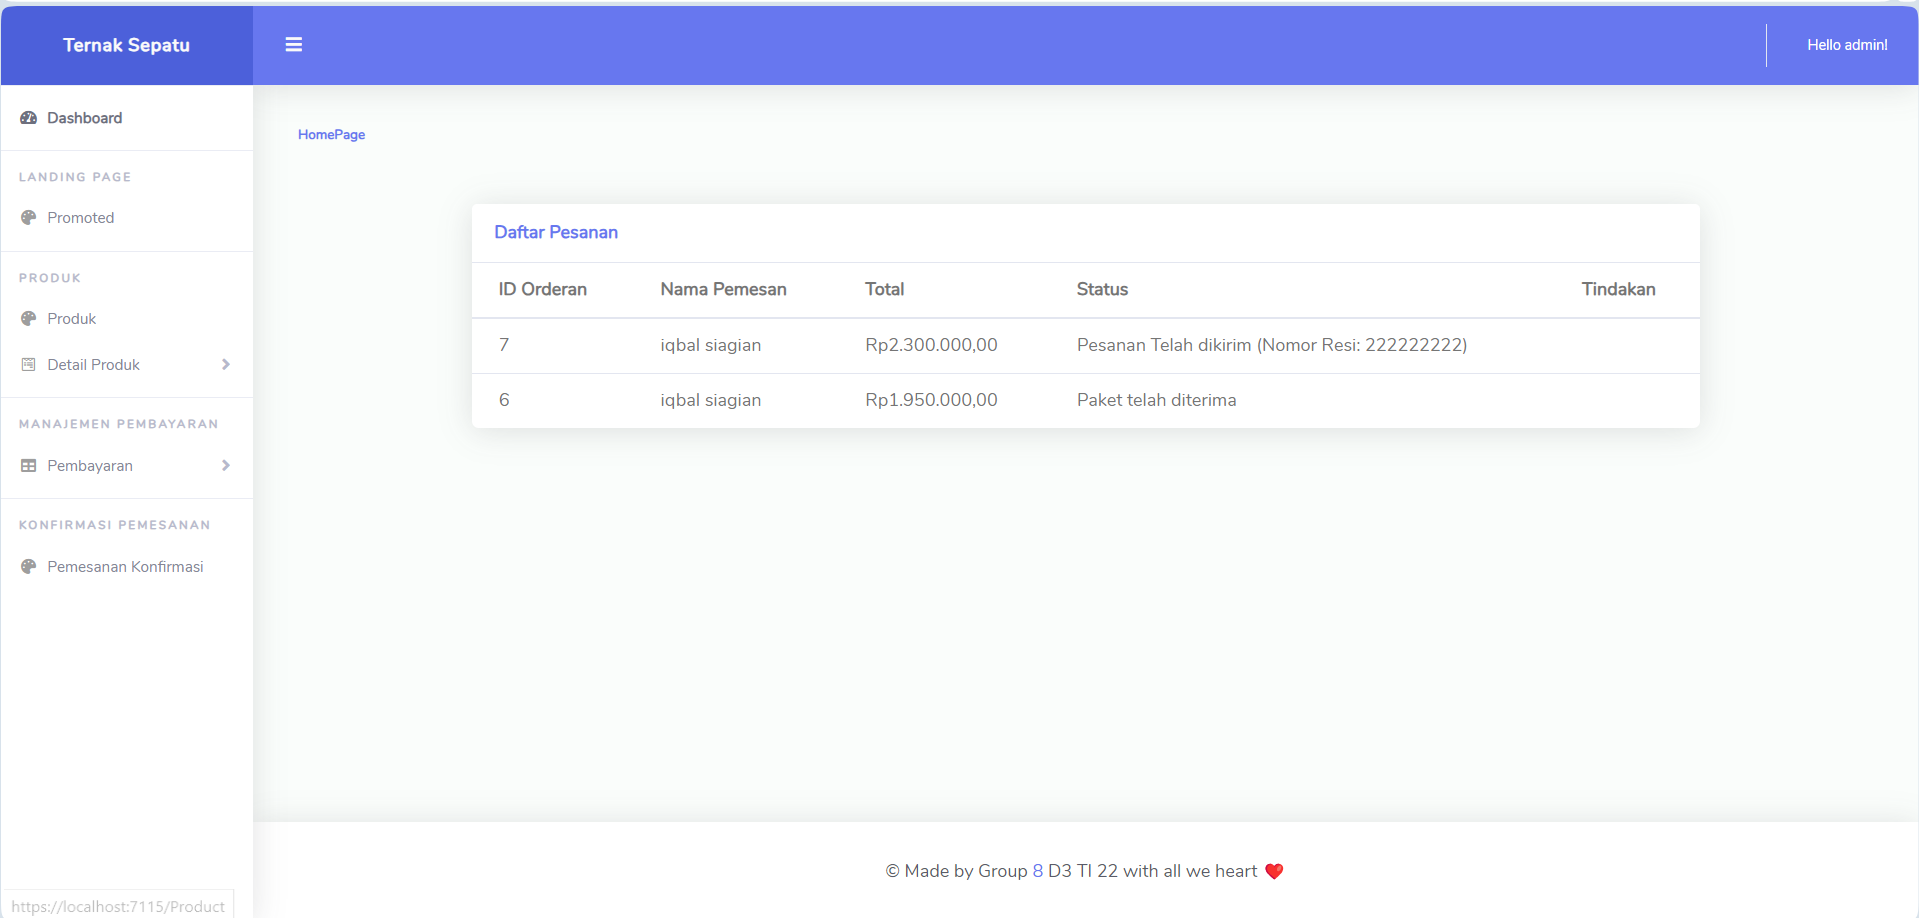 Ternak Sepatu
Hello admin!
Dashboard
LANDING PAGE
Promoted
PRODUK
Produk
Detail Produk
MANAJEMEN PEMBAYARAN
Pembayaran
KONFIRMASI PEMESANAN
Pemesanan Konfirmasi
HomePage
Daftar Pesanan
ID Orderan Nama Pemesan Total Status Tindakan
7 iqbal siagian Rp2.300.000,00 Pesanan Telah dikirim (Nomor Resi: 222222222)
6 iqbal siagian Rp1.950.000,00 Paket telah diterima
© Made by Group 8 D3 TI 22 with all we heart ❤️
https://localhost:7115/Product